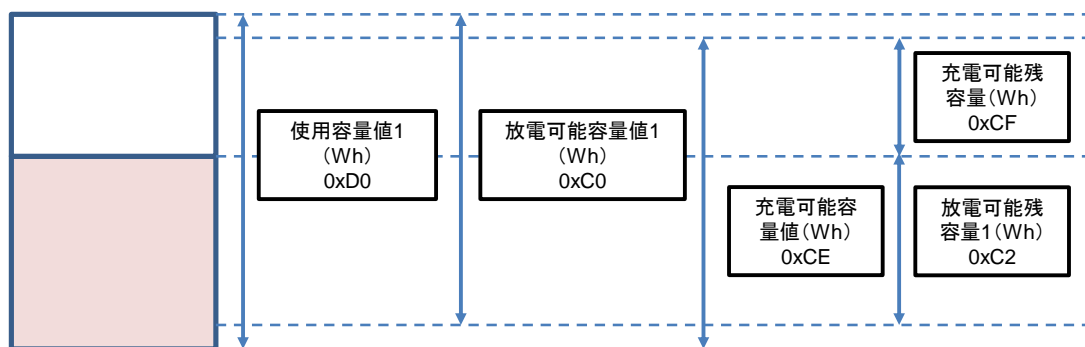 使用容量値1
(Wh)
0xD0
放電可能容量値1
(Wh)
0xC0
充電可能容
量値(Wh)
0xCE
充電可能残
容量(Wh)
0xCF
放電可能残
容量1(Wh)
0xC2